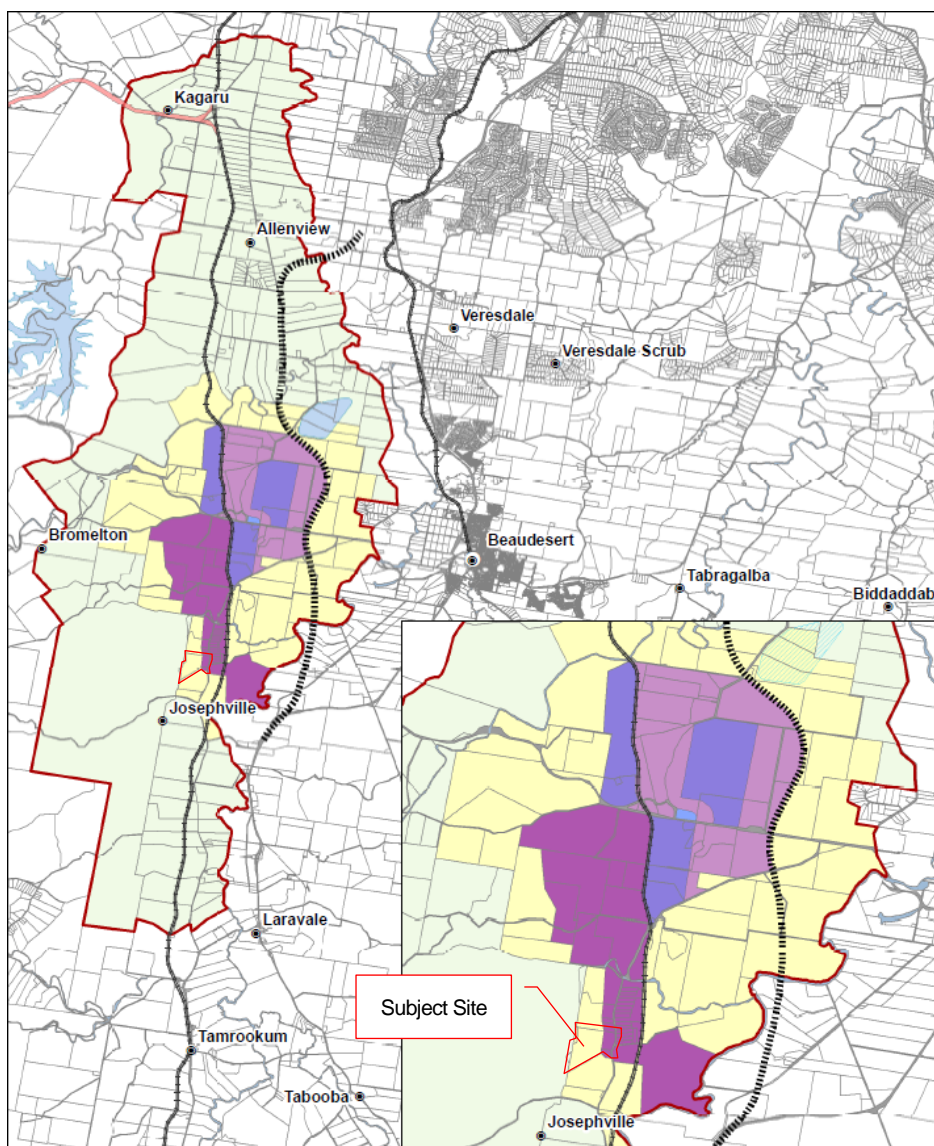 Kagaru
Allenview
Veresdale
Veresdale Scrub
Bromelton
Beaudesert
Tabragalba
Biddaddab
Josephville
Laravale
Subject Site
Tamrookum
Tabooba
Josephville